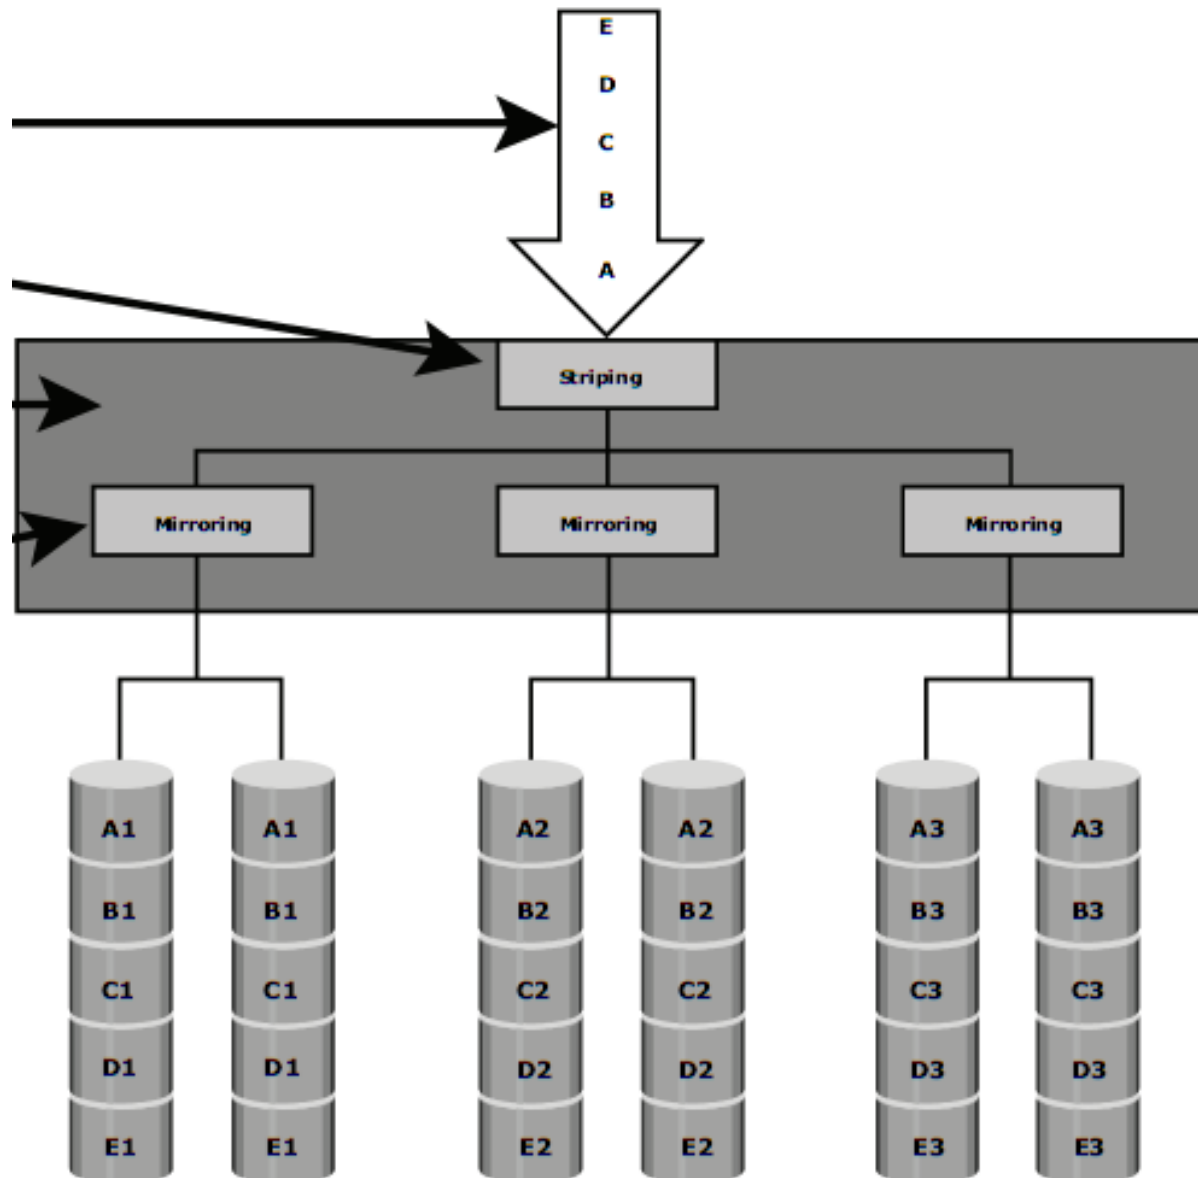 E
D
C
B
A
Striping
Mirroring Mirroring Mirroring
A1 A1 A2 A2 A3 A3
B1 B1 B2 B2 B3 B3
C1 C1 C2 C2 C3 C3
D1 D1 D2 D2 D3 D3
E1 E1 E2 E2 E3 E3